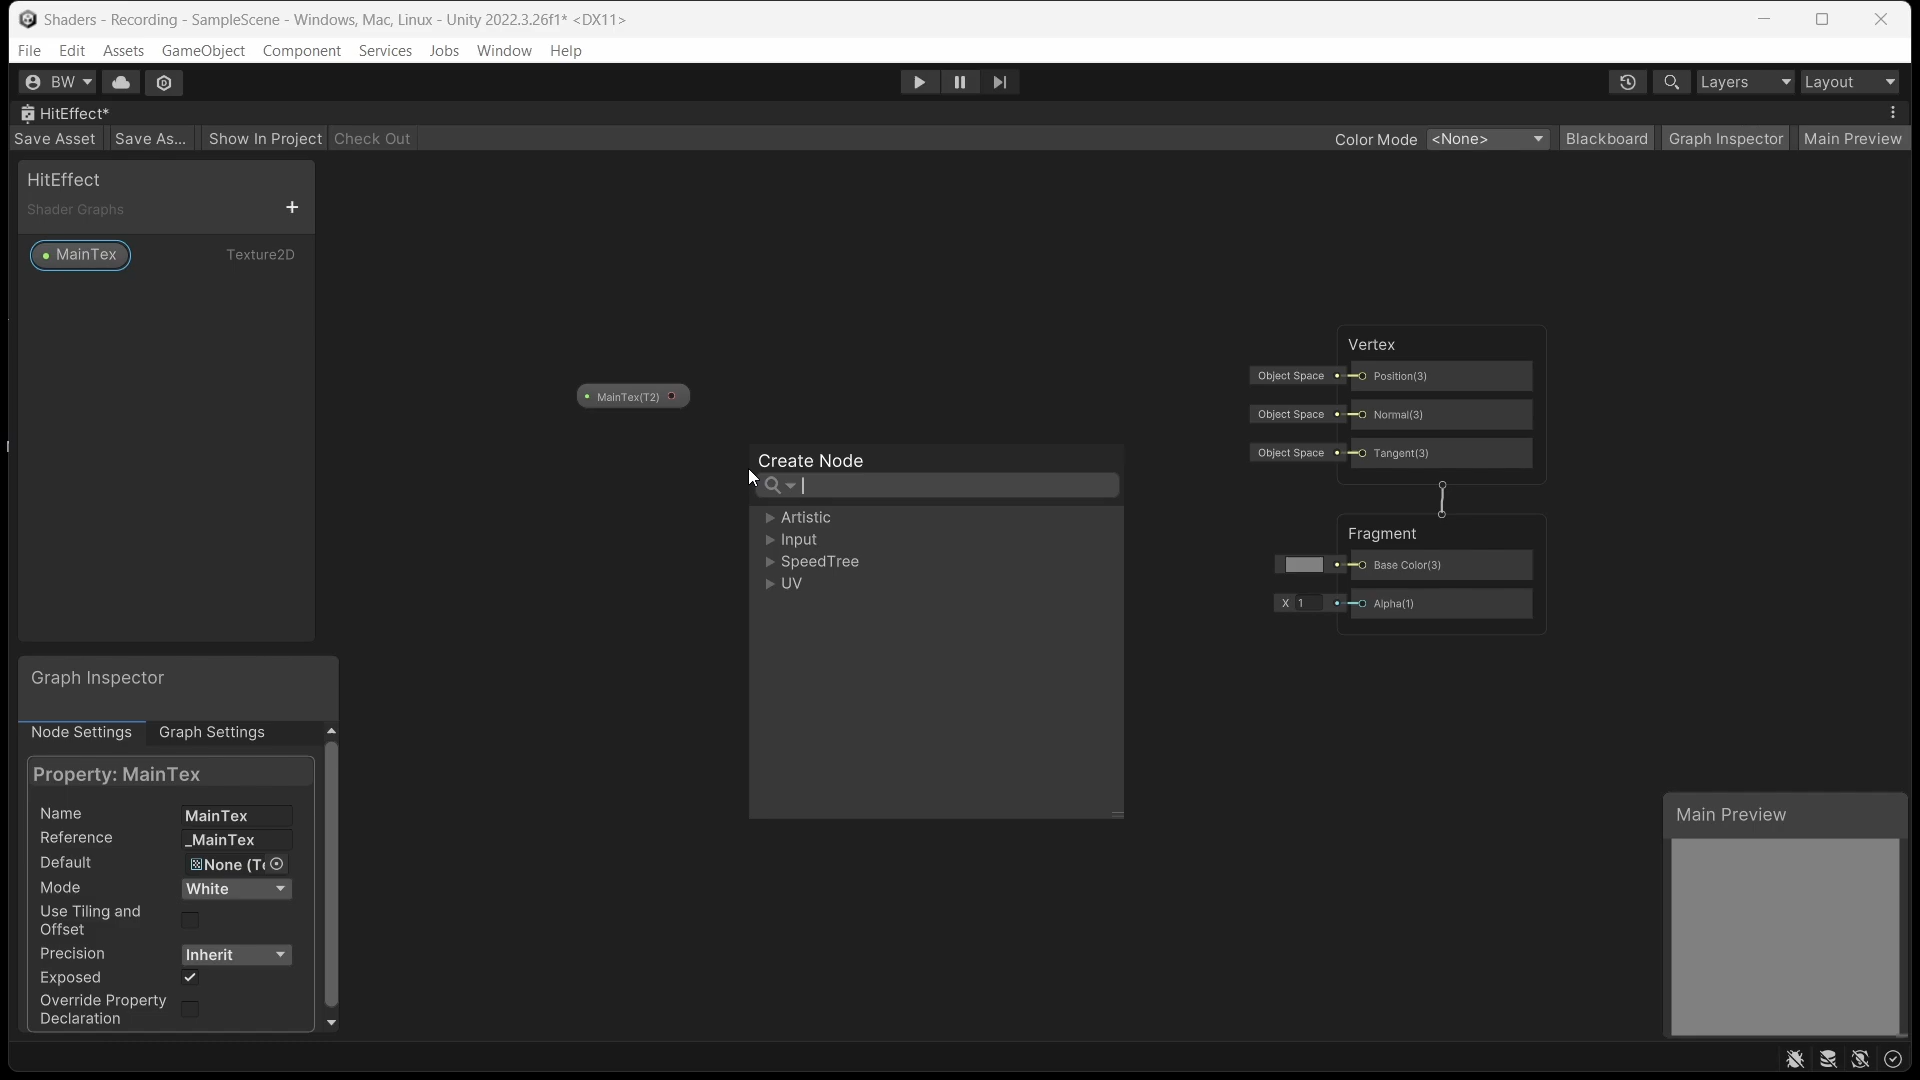 Shaders - Recording - SampleScene - Windows, Mac, Linux - Unity 2022.3.26f1* <DX11>
File Edit Assets GameObject Component Services Jobs Window Help
BW Layers Layout
HitEffect*
Save Asset Save As... Show In Project Check Out Color Mode <None> Blackboard Graph Inspector Main Preview
HitEffect
Shader Graphs +
MainTex Texture2D
Vertex
Object Space Position(3)
MainTex(T2)
Object Space Normal(3)
Object Space Tangent(3)
Create Node
Artistic
Input
SpeedTree
UV
Fragment
Base Color(3)
X 1 Alpha(1)
Graph Inspector
Node Settings Graph Settings
Property: MainTex
Name MainTex
Reference _MainTex
Default None (Te
Mode White
Use Tiling and
Offset
Precision Inherit
Exposed
Override Property
Declaration
Main Preview